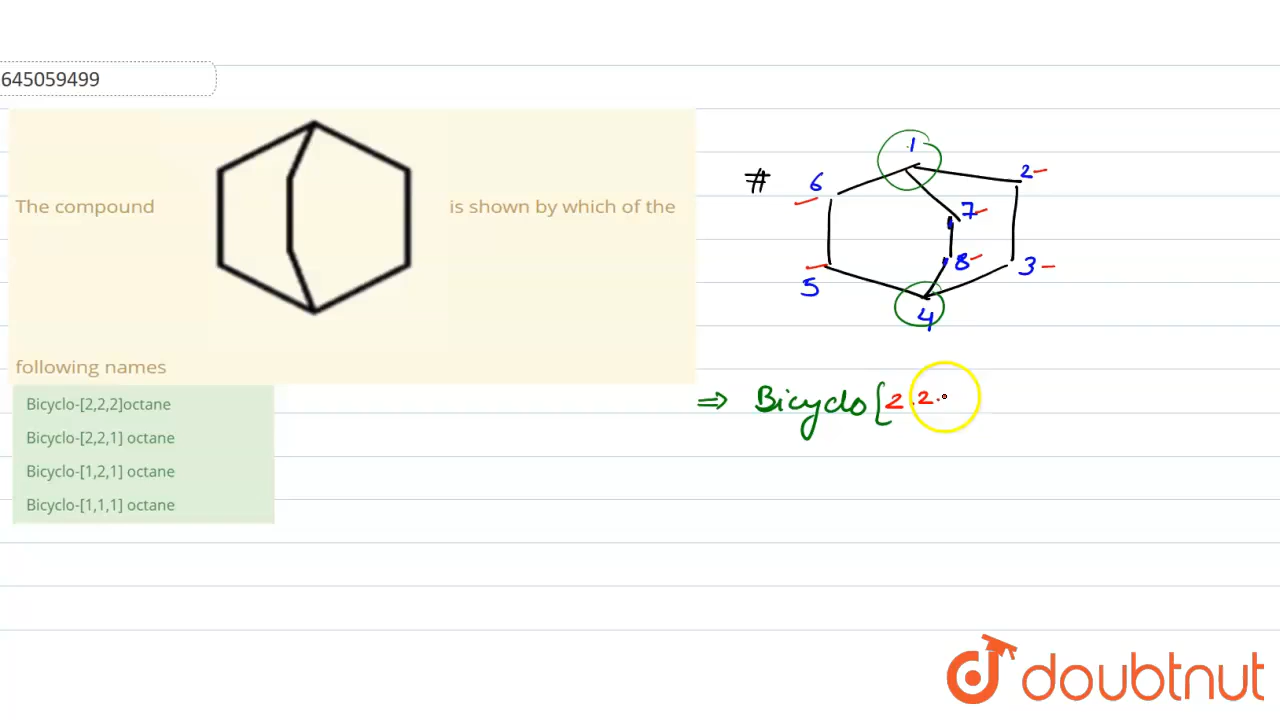 645059499
The compound is shown by which of the
following names
Bicyclo-[2,2,2]octane
Bicyclo-[2,2,1] octane
Bicyclo-[1,2,1] octane
Bicyclo-[1,1,1] octane
#
1
6
2
7
8
3
5
4
⇒ Bicyclo [2.2.
doubtnut